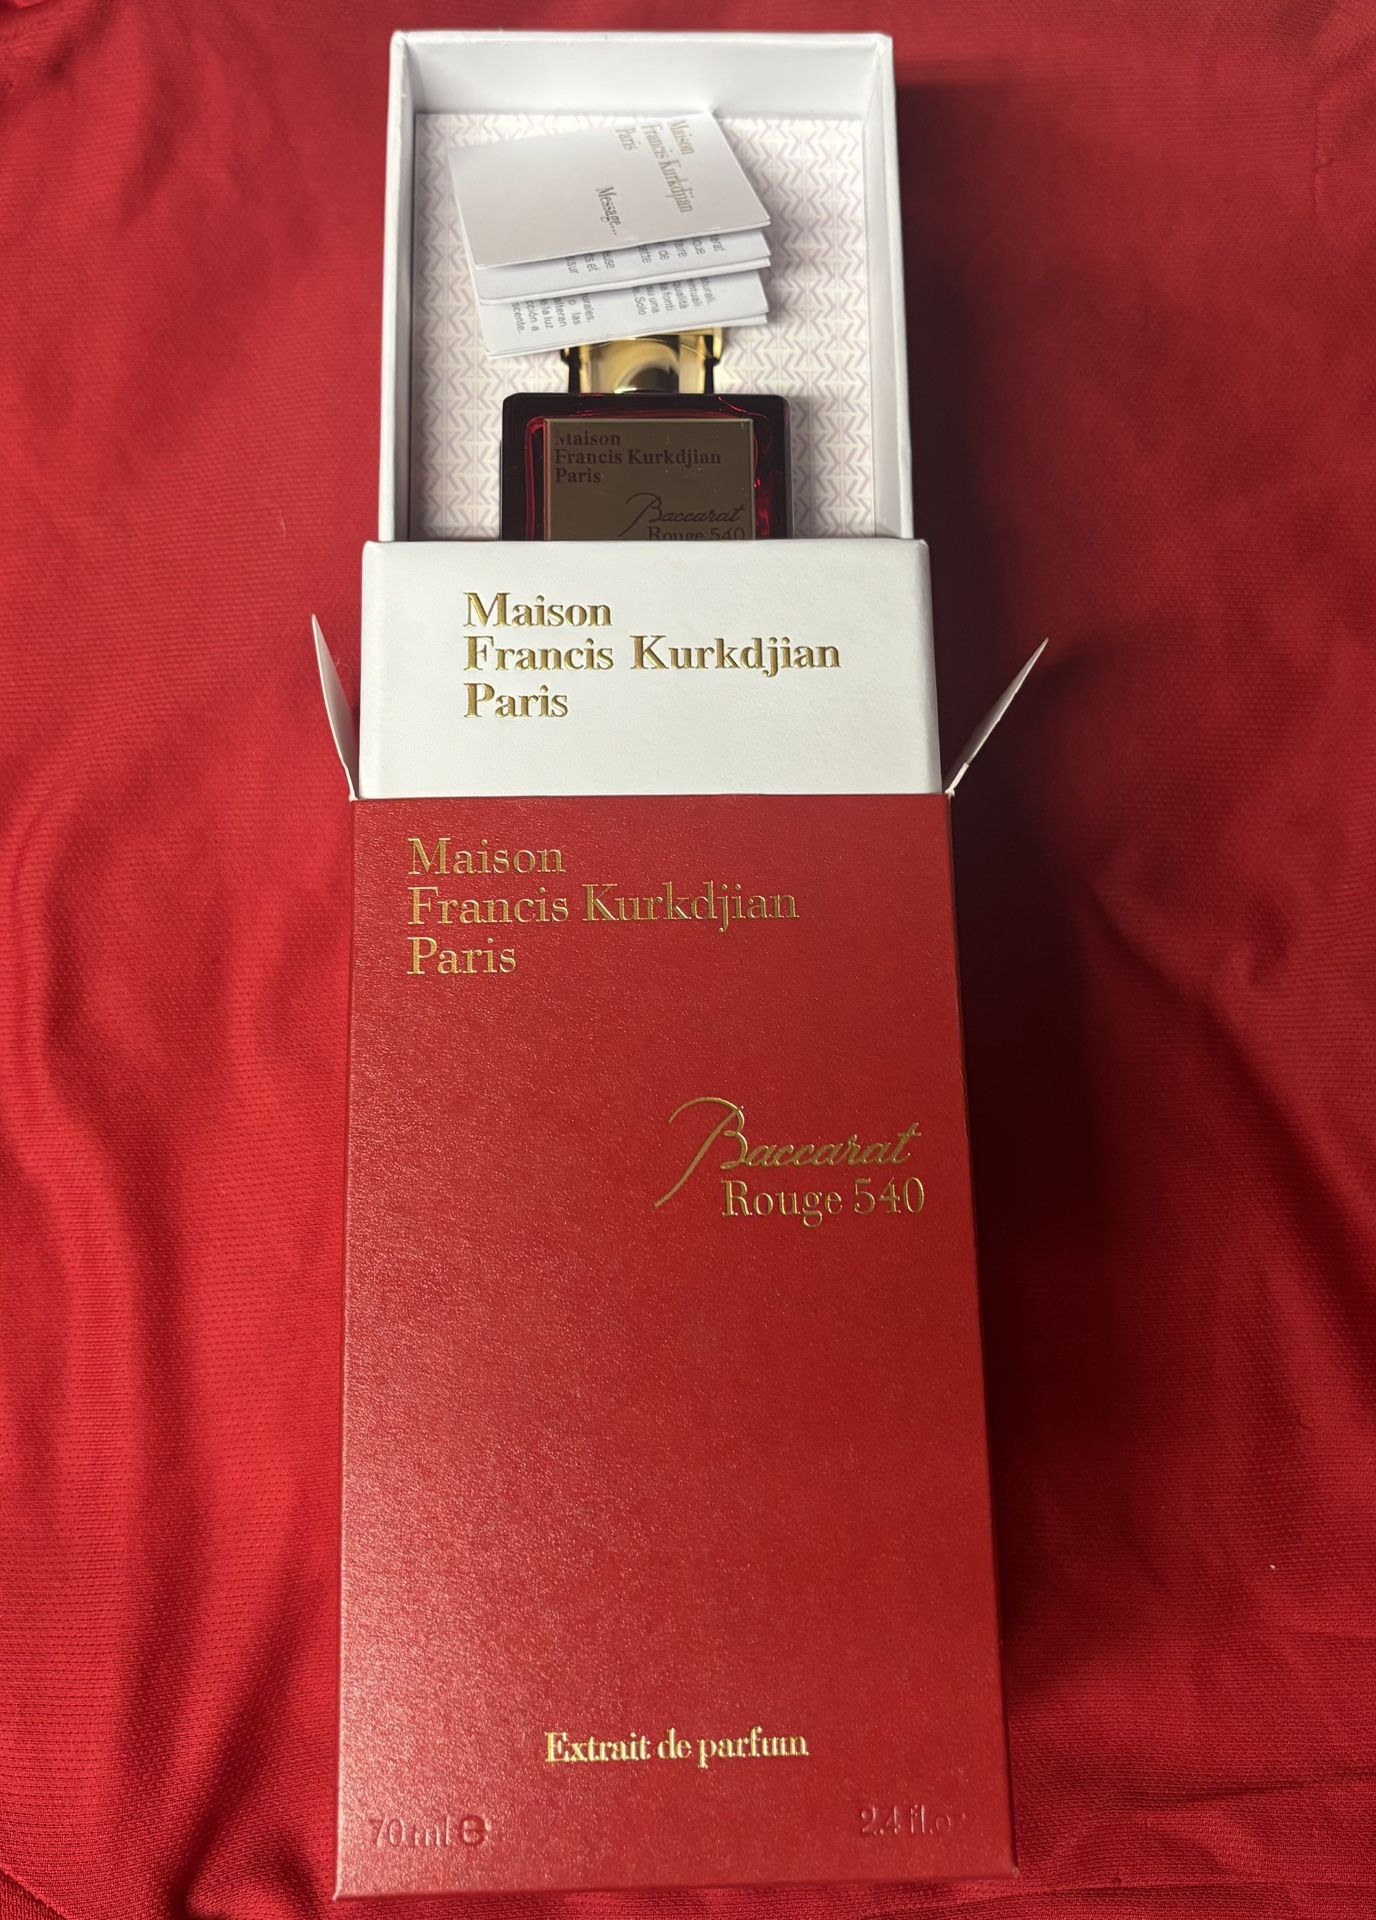 Maison
Francis Kurkdjian
Paris
Message...
Maison
Francis Kurkdjian
Paris
Baccarat
Rouge 540
Maison
Francis Kurkdjian
Paris
Maison
Francis Kurkdjian
Paris
Baccarat
Rouge 540
Extrait de parfum
70 ml e
2.4 fl.oz